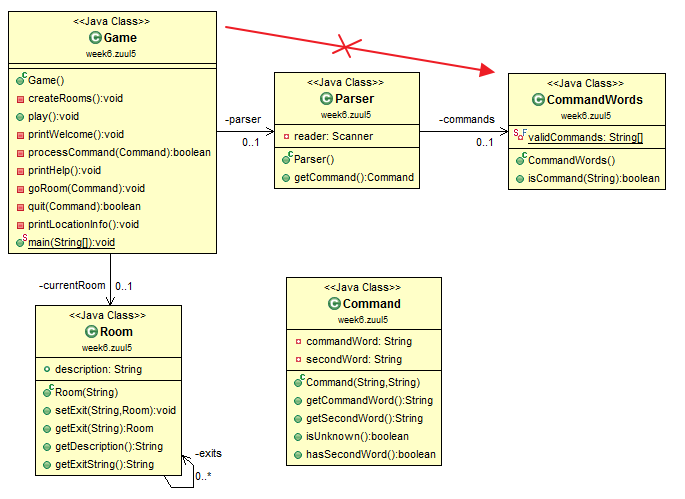 <<Java Class>>
Game
week6.zuul5
Game()
createRooms():void
play():void
printWelcome():void
processCommand(Command):boolean
printHelp():void
goRoom(Command):void
quit(Command):boolean
printLocationInfo():void
main(String[]):void
-parser
0..1
<<Java Class>>
Parser
week6.zuul5
reader: Scanner
Parser()
getCommand():Command
-commands
0..1
<<Java Class>>
CommandWords
week6.zuul5
validCommands: String[]
CommandWords()
isCommand(String):boolean
-currentRoom
0..1
<<Java Class>>
Room
week6.zuul5
description: String
Room(String)
setExit(String,Room):void
getExit(String):Room
getDescription():String
getExitString():String
-exits
0..*
<<Java Class>>
Command
week6.zuul5
commandWord: String
secondWord: String
Command(String,String)
getCommandWord():String
getSecondWord():String
isUnknown():boolean
hasSecondWord():boolean